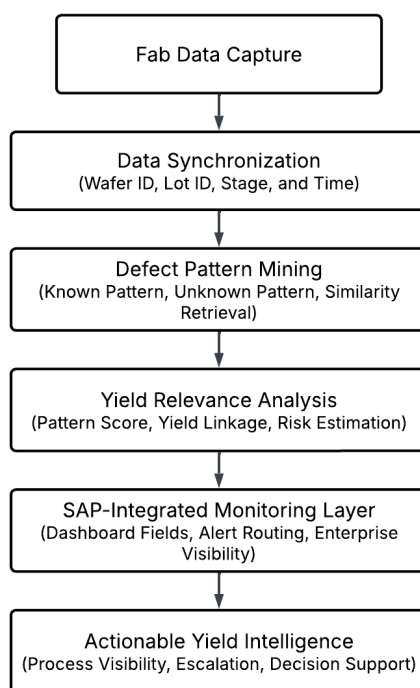 Fab Data Capture
Data Synchronization
(Wafer ID, Lot ID, Stage, and Time)
Defect Pattern Mining
(Known Pattern, Unknown Pattern, Similarity
Retrieval)
Yield Relevance Analysis
(Pattern Score, Yield Linkage, Risk Estimation)
SAP-Integrated Monitoring Layer
(Dashboard Fields, Alert Routing, Enterprise
Visibility)
Actionable Yield Intelligence
(Process Visibility, Escalation, Decision Support)